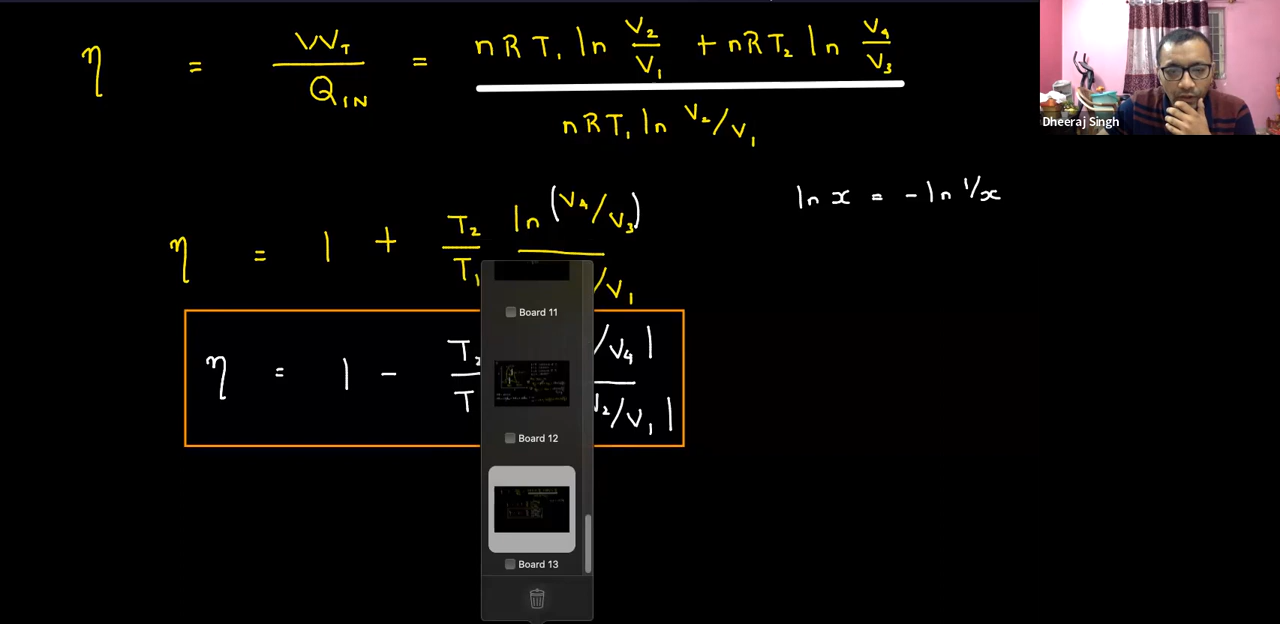 η = W_T / Q_IN = nRT₁ ln V₂/V₁ + nRT₂ ln V₄/V₃ / nRT₁ ln V₂/V₁
ln x = -ln 1/x
η = 1 + T₂/T₁ ln (V₄/V₃) / /V₁
η = 1 - T₂/T /V₄| / V₂/V₁|
Dheeraj Singh
Board 11
Board 12
Board 13